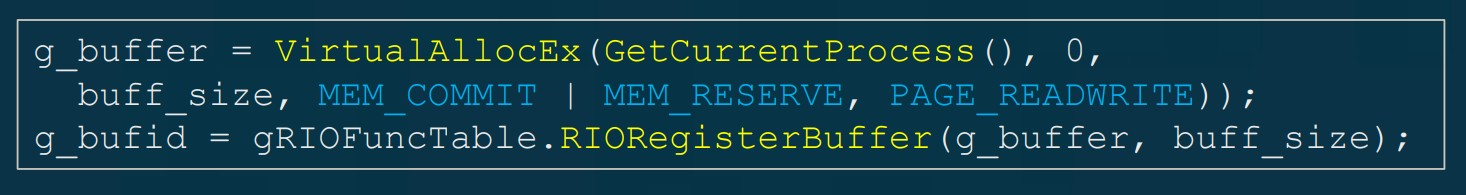 g_buffer = VirtualAllocEx(GetCurrentProcess(), 0,
  buff_size, MEM_COMMIT | MEM_RESERVE, PAGE_READWRITE));
g_bufid = gRIOFuncTable.RIORegisterBuffer(g_buffer, buff_size);